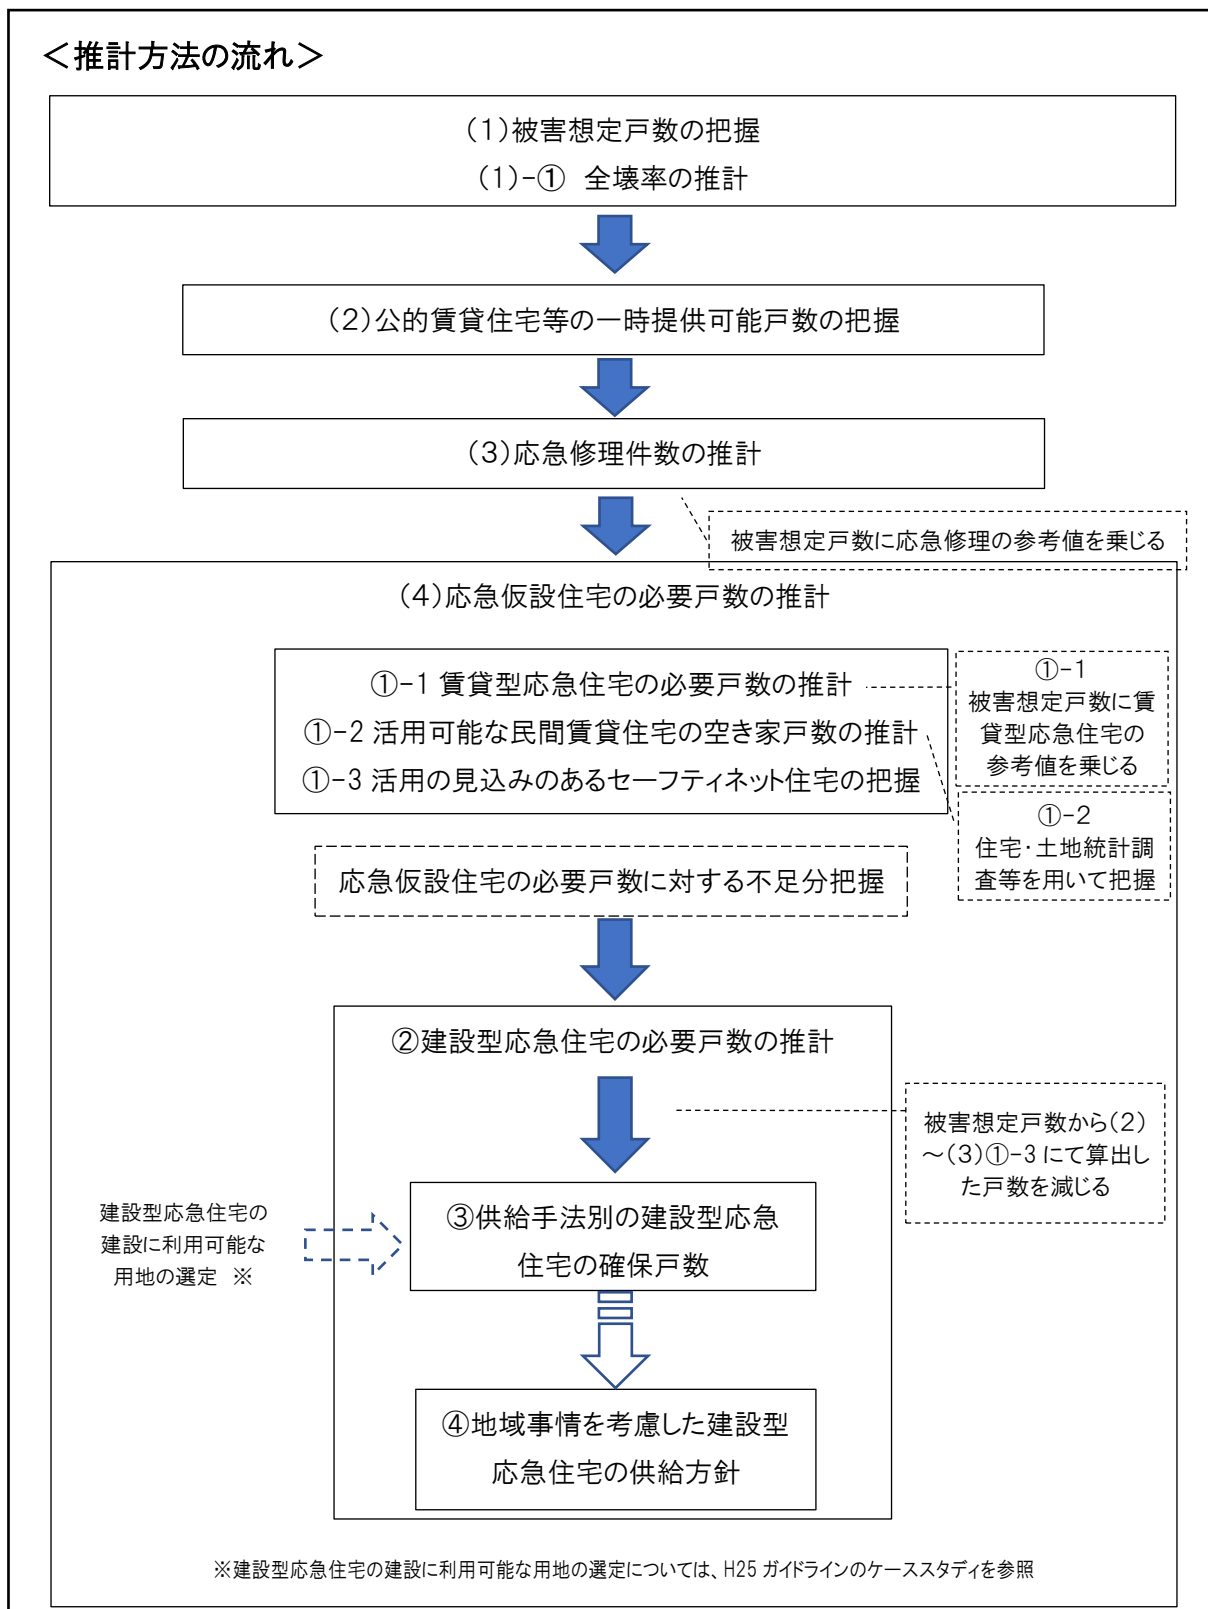 ＜推計方法の流れ＞
(１)被害想定戸数の把握
(１)-① 全壊率の推計
(２)公的賃貸住宅等の一時提供可能戸数の把握
(３)応急修理件数の推計
被害想定戸数に応急修理の参考値を乗じる
(４)応急仮設住宅の必要戸数の推計
①-1 賃貸型応急住宅の必要戸数の推計
①-2 活用可能な民間賃貸住宅の空き家戸数の推計
①-3 活用の見込みのあるセーフティネット住宅の把握
①-1
被害想定戸数に賃
貸型応急住宅の
参考値を乗じる
①-2
住宅・土地統計調
査等を用いて把握
応急仮設住宅の必要戸数に対する不足分把握
②建設型応急住宅の必要戸数の推計
被害想定戸数から(２)
～(３)①-3 にて算出し
た戸数を減じる
建設型応急住宅の
建設に利用可能な
用地の選定 ※
③供給手法別の建設型応急
住宅の確保戸数
④地域事情を考慮した建設型
応急住宅の供給方針
※建設型応急住宅の建設に利用可能な用地の選定については、H25 ガイドラインのケーススタディを参照